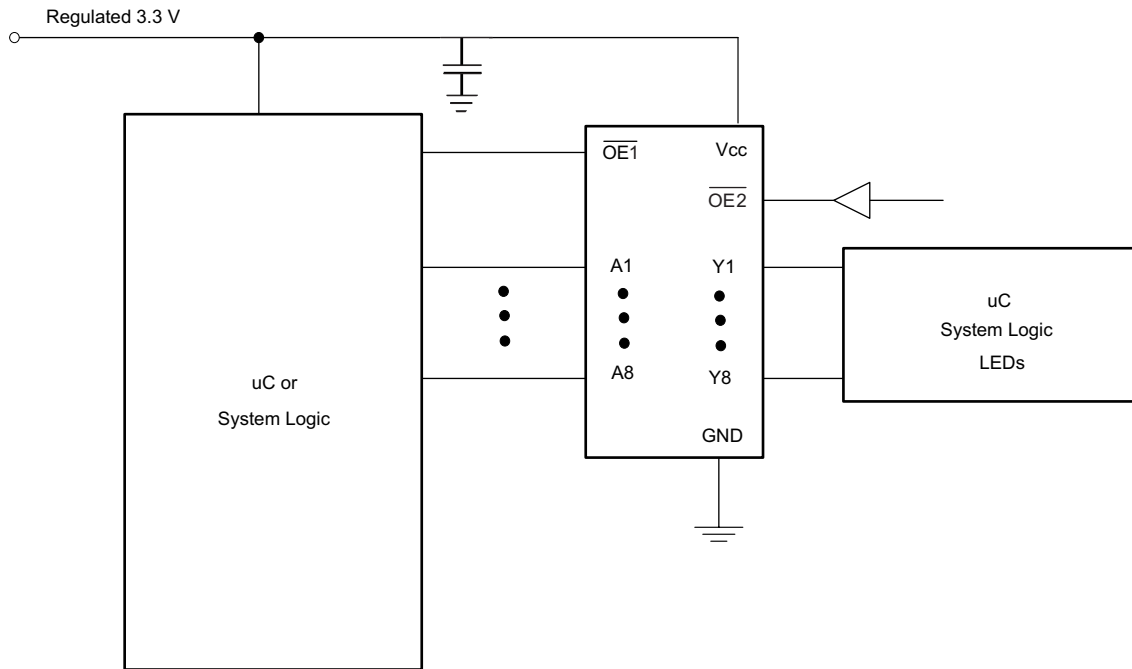 Regulated 3.3 V
OE1
Vcc
OE2
A1
Y1
A8
Y8
GND
uC or
System Logic
uC
System Logic
LEDs